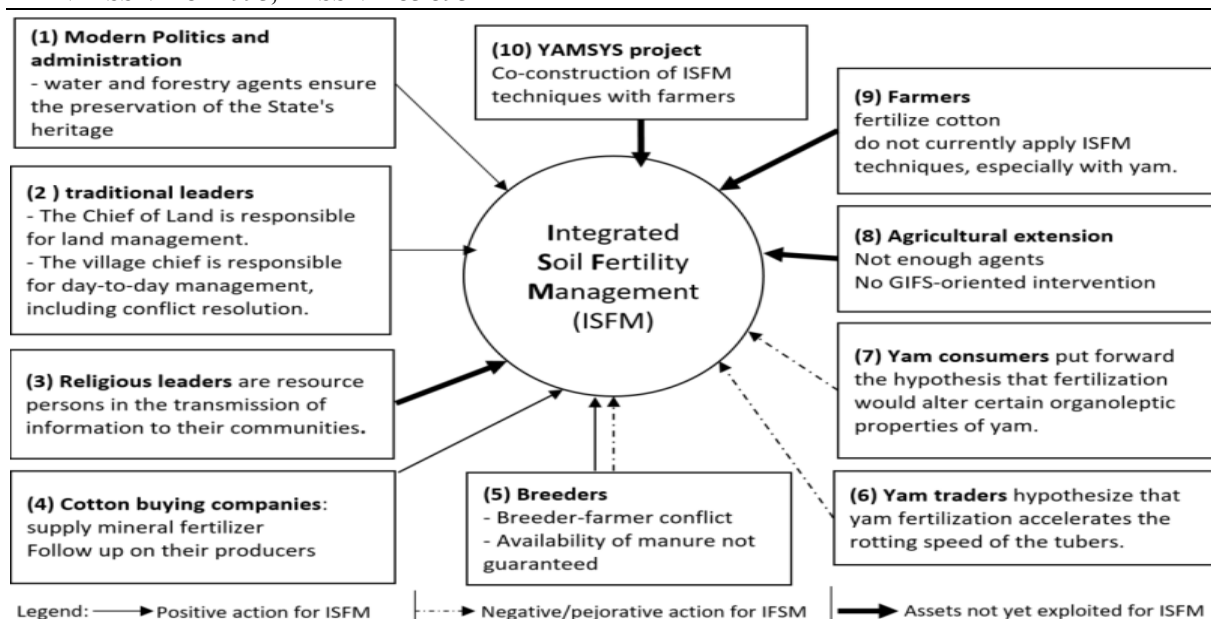 (1) Modern Politics and
administration
- water and forestry agents ensure
the preservation of the State's
heritage
(2 ) traditional leaders
- The Chief of Land is responsible
for land management.
- The village chief is responsible
for day-to-day management,
including conflict resolution.
(3) Religious leaders are resource
persons in the transmission of
information to their communities.
(4) Cotton buying companies:
supply mineral fertilizer
Follow up on their producers
(10) YAMSYS project
Co-construction of ISFM
techniques with farmers
Integrated
Soil Fertility
Management
(ISFM)
(5) Breeders
- Breeder-farmer conflict
- Availability of manure not
guaranteed
(9) Farmers
fertilize cotton
do not currently apply ISFM
techniques, especially with yam.
(8) Agricultural extension
Not enough agents
No GIFS-oriented intervention
(7) Yam consumers put forward
the hypothesis that fertilization
would alter certain organoleptic
properties of yam.
(6) Yam traders hypothesize that
yam fertilization accelerates the
rotting speed of the tubers.
Legend: Positive action for ISFM Negative/pejorative action for IFSM Assets not yet exploited for ISFM